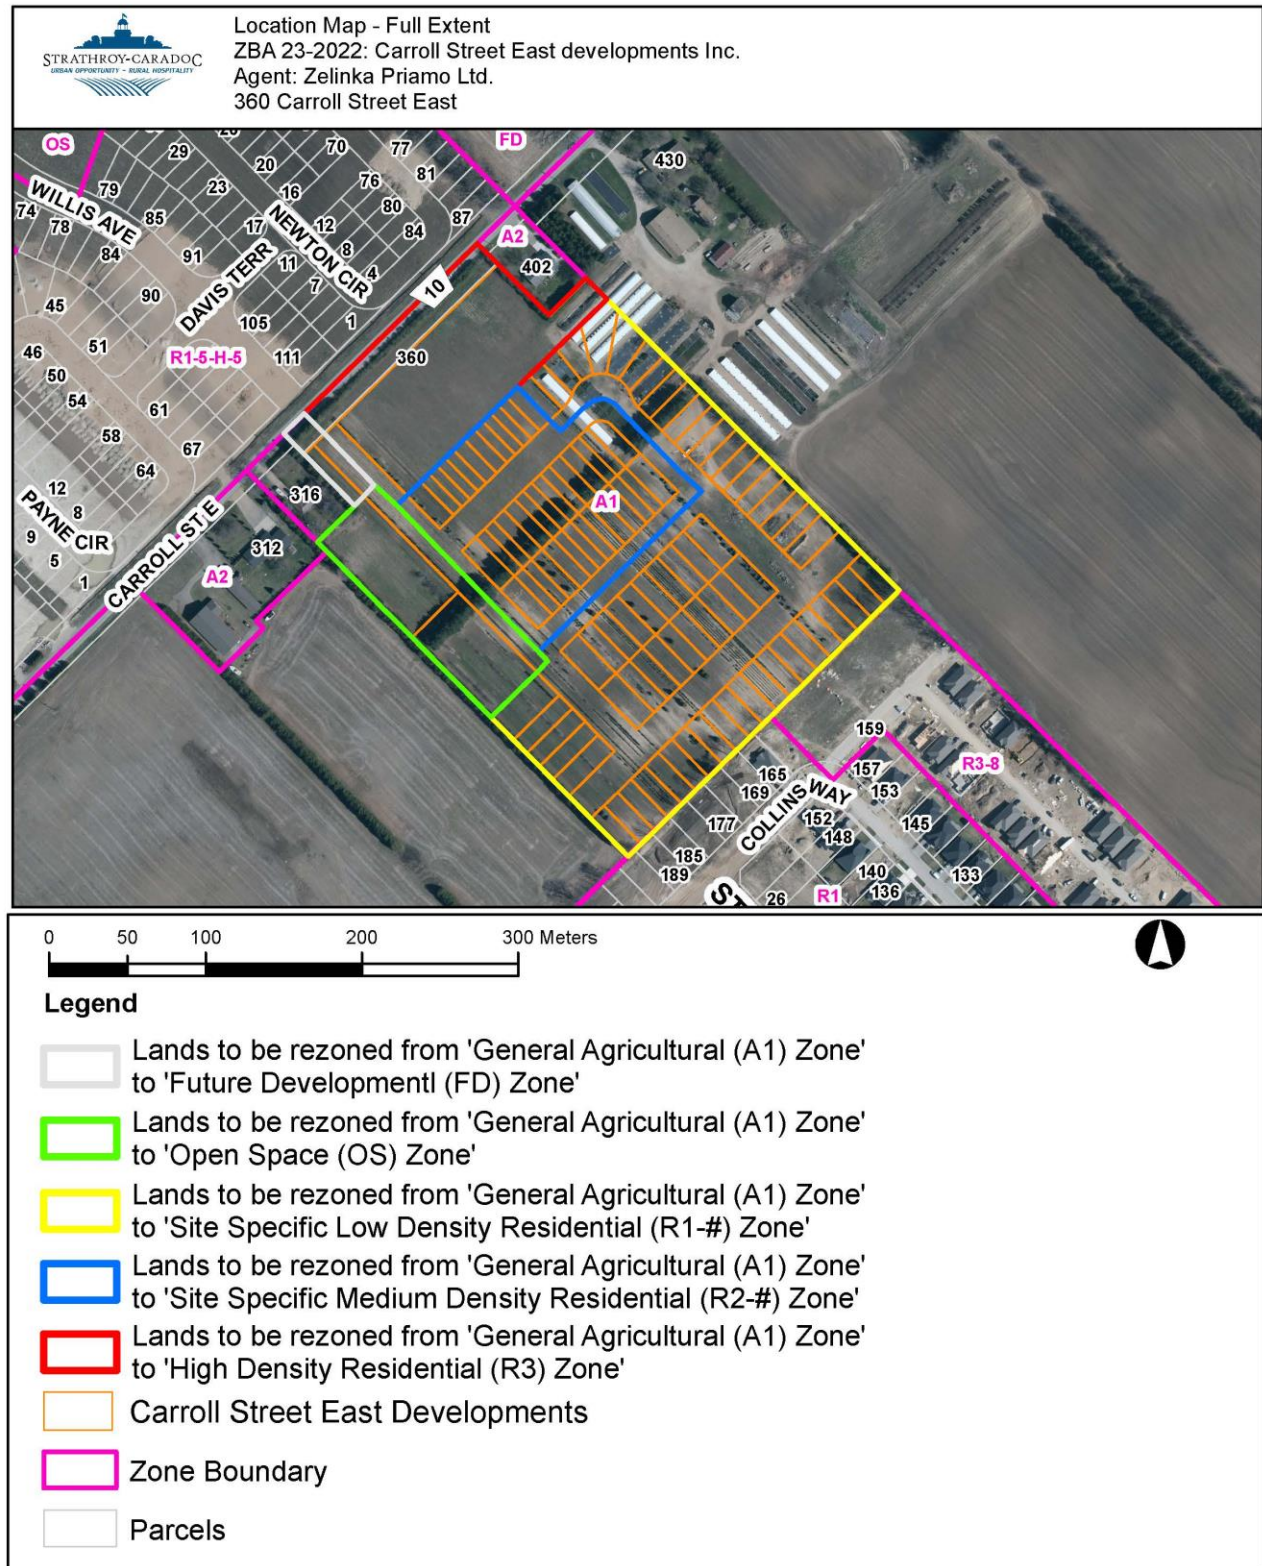 STRATHROY-CARADOC
URBAN OPPORTUNITY ~ RURAL HOSPITALITY
Location Map - Full Extent
ZBA 23-2022: Carroll Street East developments Inc.
Agent: Zelinka Priamo Ltd.
360 Carroll Street East
OS
FD
29
20
70
77
430
79
23
16
76
81
WILLIS AVE
74
78
85
17
NEWTON CIR
12
80
84
87
84
91
11
8
4
7
A2
402
DAVIS TERR
10
45
90
105
1
51
R1-5-H-5
111
360
46
50
54
61
58
67
64
12
8
PAYNE CIR
9
5
1
CARROLL ST E
316
312
A2
A1
159
165
157
R3-8
169
153
COLLINS WAY
177
152
148
145
185
189
140
133
136
26
R1
ST
0 50 100 200 300 Meters
Legend
Lands to be rezoned from 'General Agricultural (A1) Zone'
to 'Future Developmentl (FD) Zone'
Lands to be rezoned from 'General Agricultural (A1) Zone'
to 'Open Space (OS) Zone'
Lands to be rezoned from 'General Agricultural (A1) Zone'
to 'Site Specific Low Density Residential (R1-#) Zone'
Lands to be rezoned from 'General Agricultural (A1) Zone'
to 'Site Specific Medium Density Residential (R2-#) Zone'
Lands to be rezoned from 'General Agricultural (A1) Zone'
to 'High Density Residential (R3) Zone'
Carroll Street East Developments
Zone Boundary
Parcels